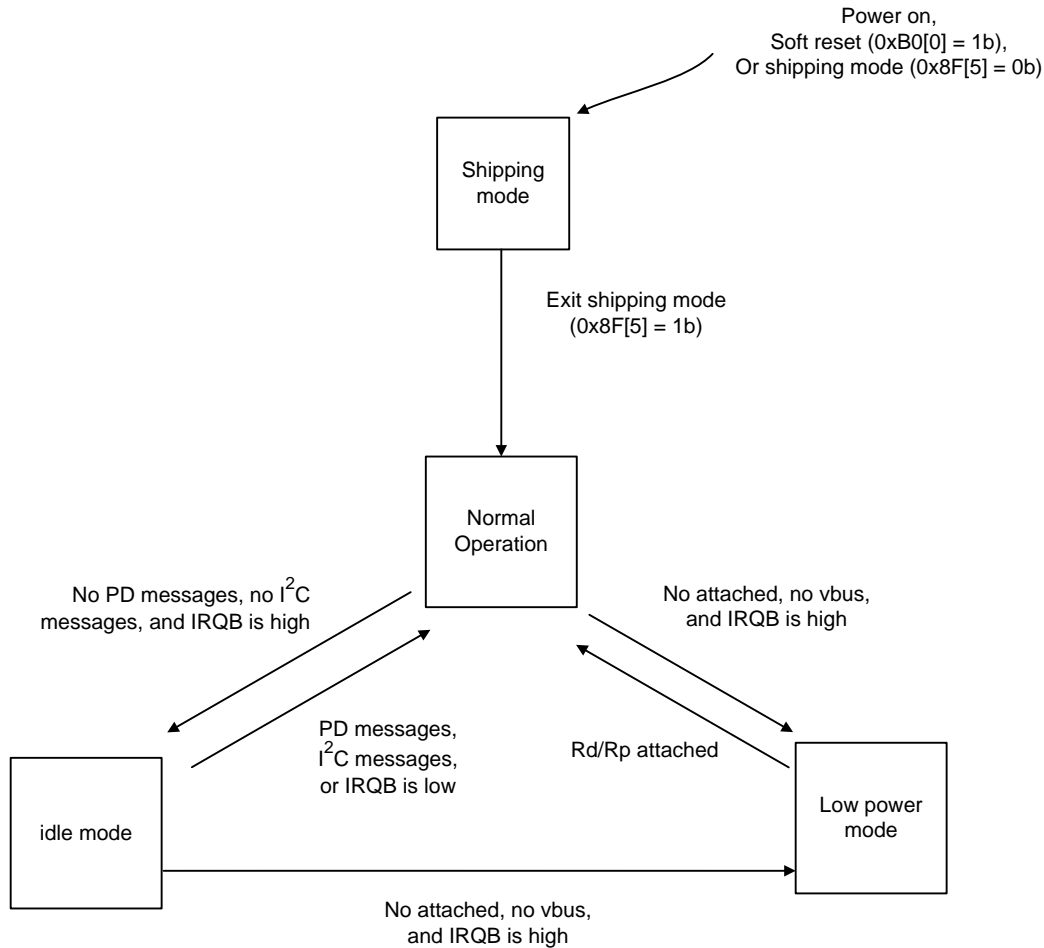 Power on,
Soft reset (0xB0[0] = 1b),
Or shipping mode (0x8F[5] = 0b)
Shipping
mode
Exit shipping mode
(0x8F[5] = 1b)
Normal
Operation
No PD messages, no I²C
messages, and IRQB is high
No attached, no vbus,
and IRQB is high
PD messages,
I²C messages,
or IRQB is low
Rd/Rp attached
idle mode
Low power
mode
No attached, no vbus,
and IRQB is high